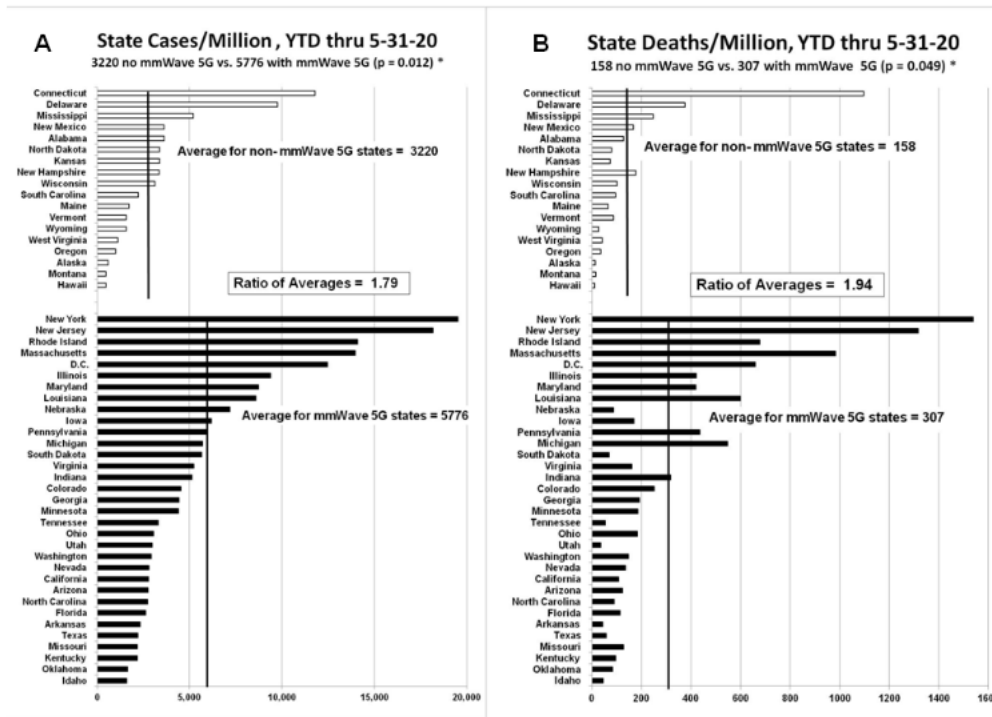 A
State Cases/Million , YTD thru 5-31-20
3220 no mmWave 5G vs. 5776 with mmWave 5G (p = 0.012) *
Connecticut
Delaware
Mississippi
New Mexico
Alabama
North Dakota
Average for non-mmWave 5G states = 3220
Kansas
New Hampshire
Wisconsin
South Carolina
Maine
Vermont
Wyoming
West Virginia
Oregon
Alaska
Montana
Hawaii
Ratio of Averages = 1.79
New York
New Jersey
Rhode Island
Massachusetts
D.C.
Illinois
Maryland
Louisiana
Nebraska
Average for mmWave 5G states = 5776
Iowa
Pennsylvania
Michigan
South Dakota
Virginia
Indiana
Colorado
Georgia
Minnesota
Tennessee
Ohio
Utah
Washington
Nevada
California
Arizona
North Carolina
Florida
Arkansas
Texas
Missouri
Kentucky
Oklahoma
Idaho
0 5,000 10,000 15,000 20,000
B
State Deaths/Million, YTD thru 5-31-20
158 no mmWave 5G vs. 307 with mmWave 5G (p = 0.049) *
Connecticut
Delaware
Mississippi
New Mexico
Alabama
North Dakota
Average for non-mmWave 5G states = 158
Kansas
New Hampshire
Wisconsin
South Carolina
Maine
Vermont
Wyoming
West Virginia
Oregon
Alaska
Montana
Hawaii
Ratio of Averages = 1.94
New York
New Jersey
Rhode Island
Massachusetts
D.C.
Illinois
Maryland
Louisiana
Nebraska
Average for mmWave 5G states = 307
Iowa
Pennsylvania
Michigan
South Dakota
Virginia
Indiana
Colorado
Georgia
Minnesota
Tennessee
Ohio
Utah
Washington
Nevada
California
Arizona
North Carolina
Florida
Arkansas
Texas
Missouri
Kentucky
Oklahoma
Idaho
0 200 400 600 800 1000 1200 1400